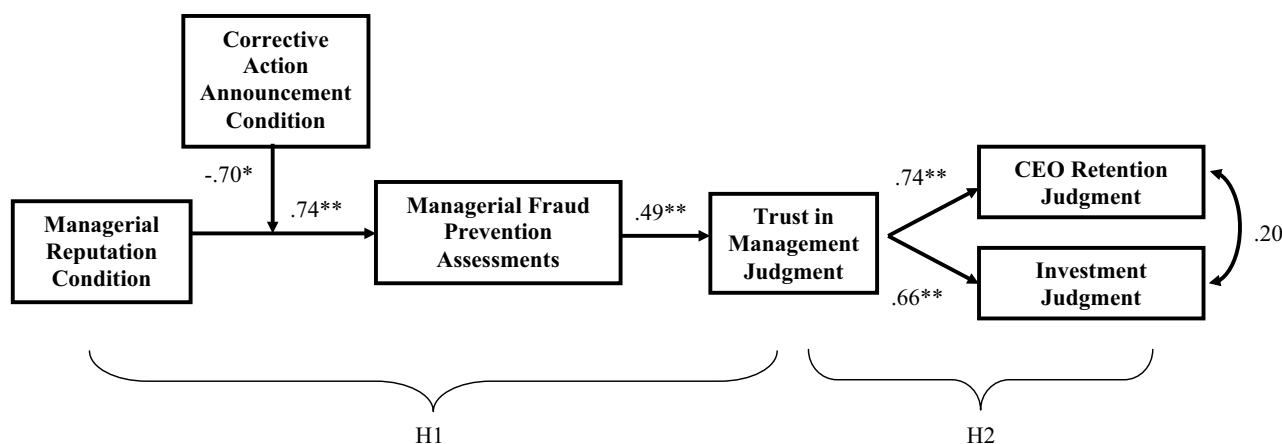 Corrective
Action
Announcement
Condition
-.70*
Managerial
Reputation
Condition
.74**
Managerial Fraud
Prevention
Assessments
.49**
Trust in
Management
Judgment
.74**
CEO Retention
Judgment
.66**
Investment
Judgment
.20
H1
H2